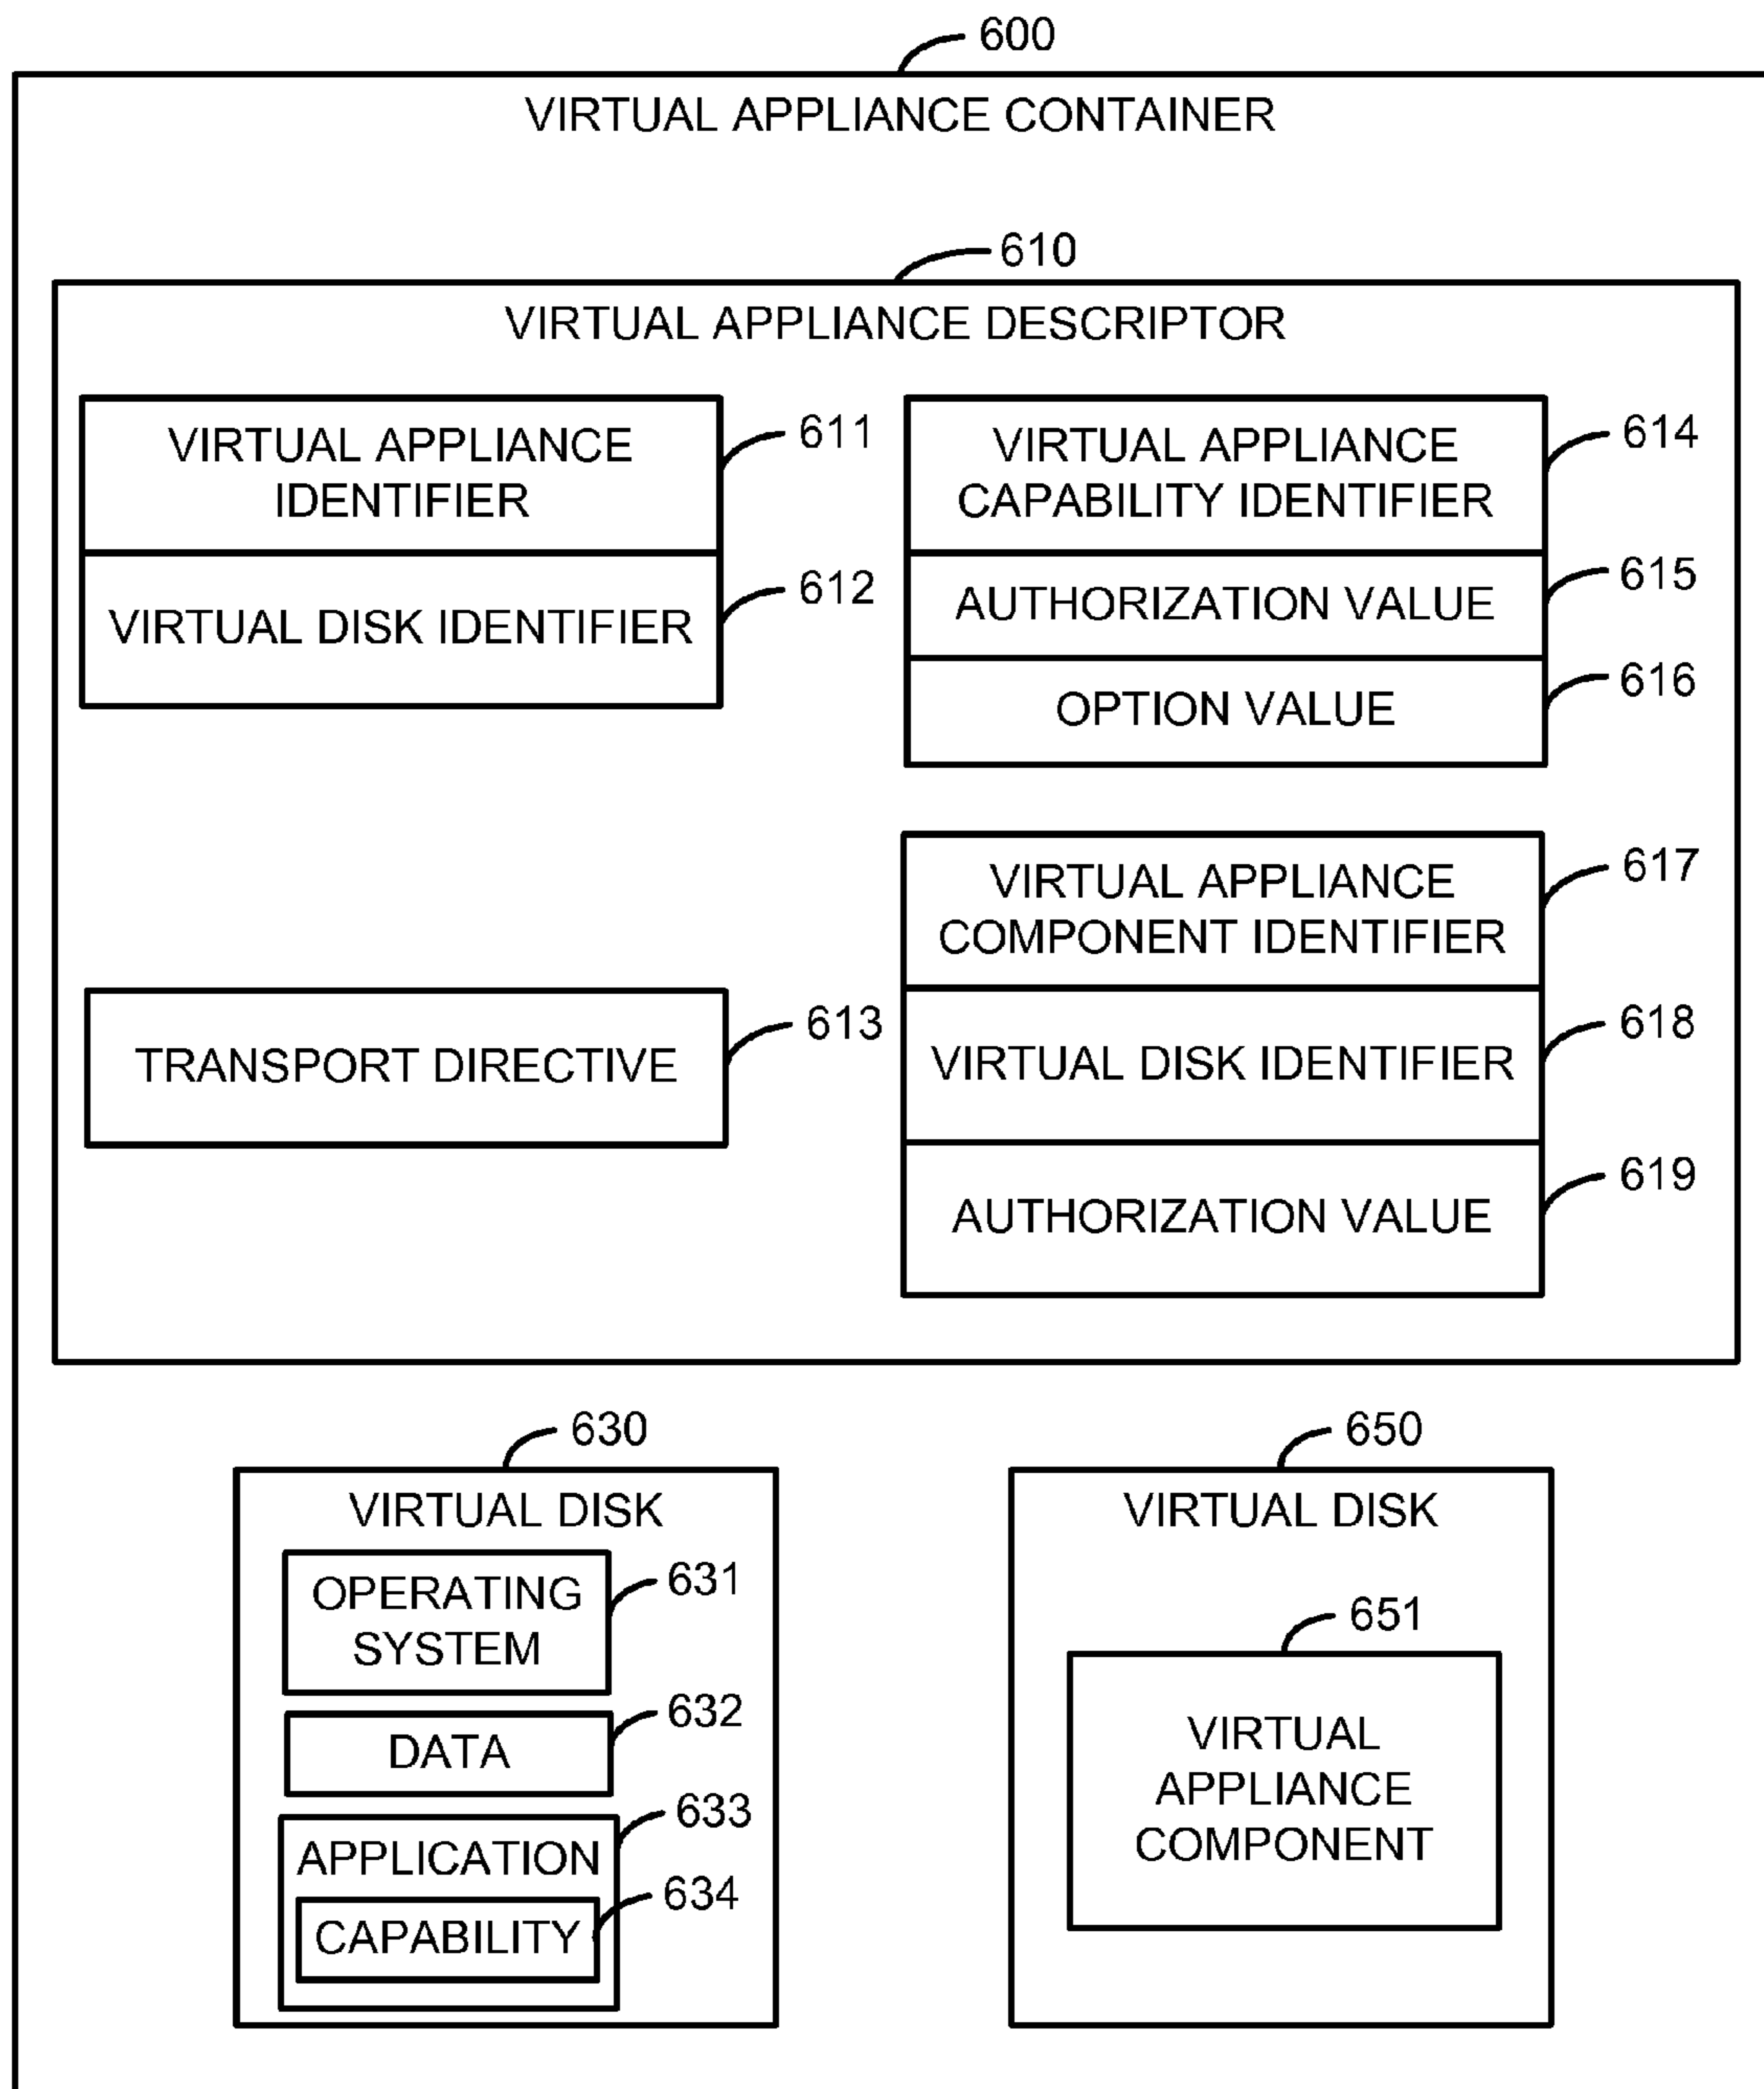 600
VIRTUAL APPLIANCE CONTAINER
610
VIRTUAL APPLIANCE DESCRIPTOR
VIRTUAL APPLIANCE
IDENTIFIER
611
VIRTUAL DISK IDENTIFIER
612
VIRTUAL APPLIANCE
CAPABILITY IDENTIFIER
614
AUTHORIZATION VALUE
615
OPTION VALUE
616
TRANSPORT DIRECTIVE
613
VIRTUAL APPLIANCE
COMPONENT IDENTIFIER
617
VIRTUAL DISK IDENTIFIER
618
AUTHORIZATION VALUE
619
630
VIRTUAL DISK
OPERATING
SYSTEM
631
DATA
632
APPLICATION
633
CAPABILITY
634
650
VIRTUAL DISK
651
VIRTUAL
APPLIANCE
COMPONENT